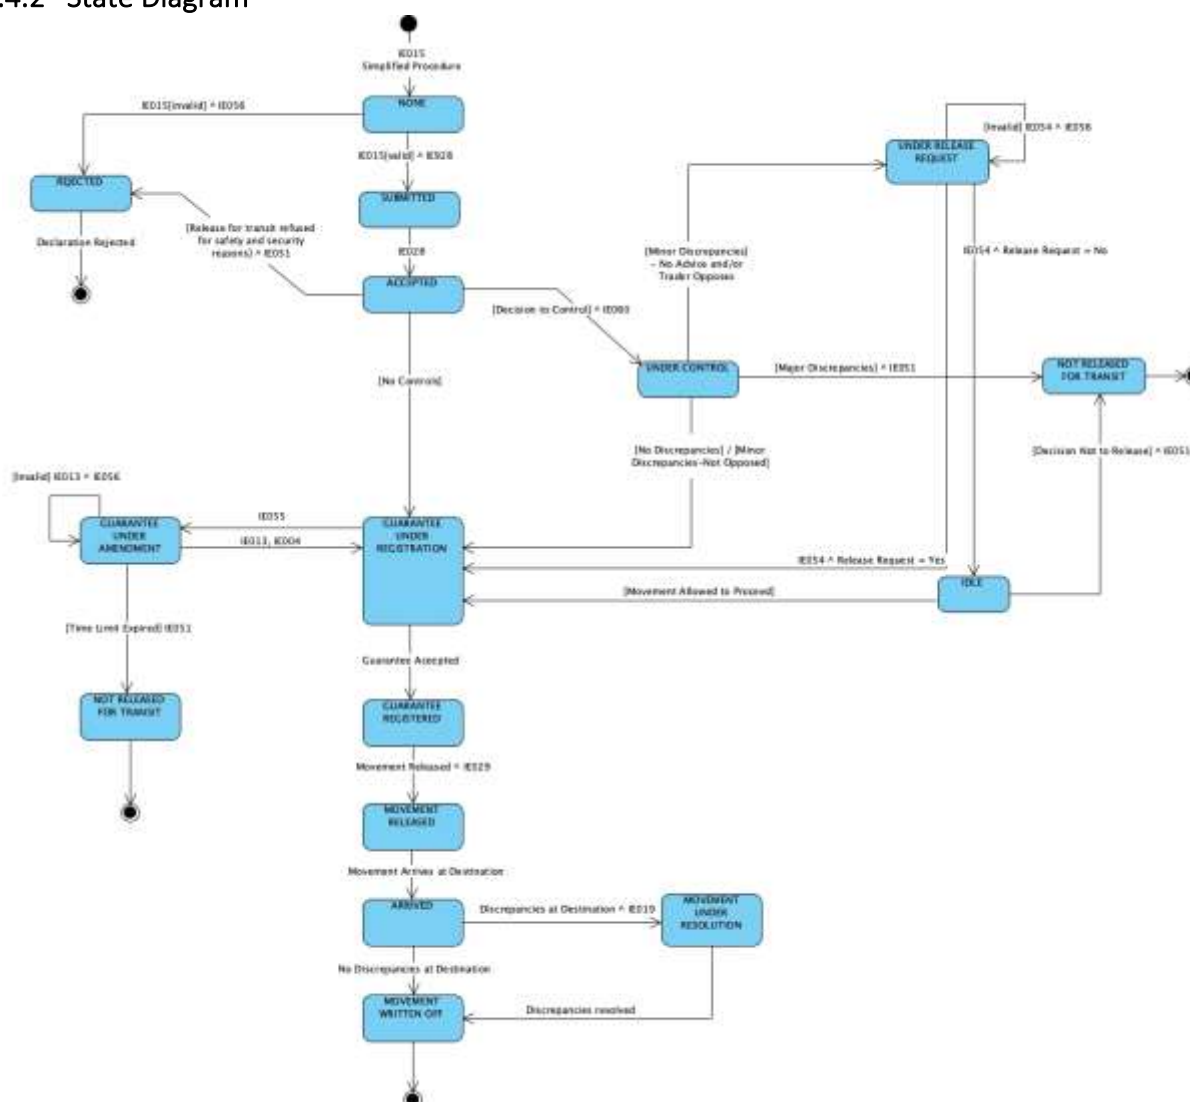 .4.2 State Diagram
IE015
Simplified Procedure
NONE
IE015[invalid] ^ IE056
IE015[valid] ^ IE928
[Invalid] IE054 ^ IE056
UNDER RELEASE
REQUEST
REJECTED
SUBMITTED
Declaration Rejected
[Release for transit refused
for safety and security
reasons] ^ IE051
IE028
[Minor Discrepancies]
- No Advice and/or
Trader Opposes
IE054 ^ Release Request = No
ACCEPTED
[Decision to Control] ^ IE060
[No Controls]
UNDER CONTROL
[Major Discrepancies] ^ IE051
NOT RELEASED
FOR TRANSIT
[No Discrepancies] / [Minor
Discrepancies-Not Opposed]
[Decision Not to Release] ^ IE051
[Invalid] IE013 ^ IE056
GUARANTEE
UNDER
AMENDMENT
IE055
IE013, IE004
GUARANTEE
UNDER
REGISTRATION
IE054 ^ Release Request = Yes
[Movement Allowed to Proceed]
IDLE
[Time Limit Expired] IE051
Guarantee Accepted
NOT RELEASED
FOR TRANSIT
GUARANTEE
REGISTERED
Movement Released ^ IE029
MOVEMENT
RELEASED
Movement Arrives at Destination
ARRIVED
Discrepancies at Destination ^ IE019
MOVEMENT
UNDER
RESOLUTION
No Discrepancies at Destination
MOVEMENT
WRITTEN OFF
Discrepancies resolved